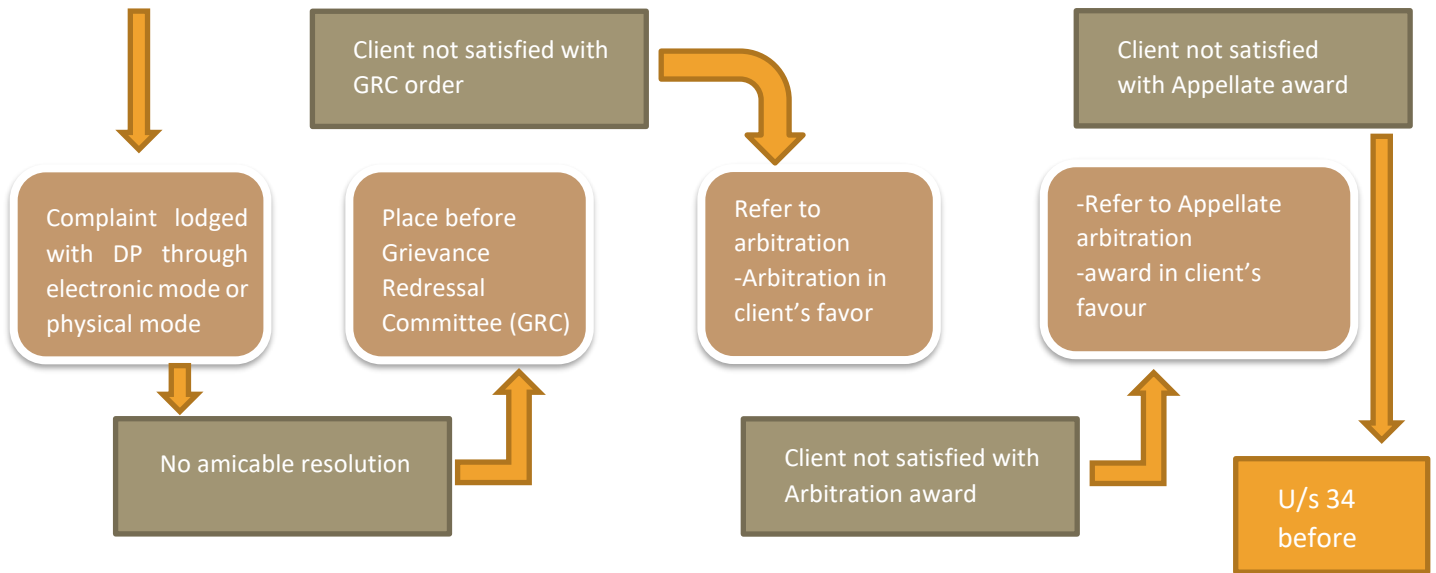 Client not satisfied with
GRC order
Client not satisfied
with Appellate award
Complaint lodged
with DP through
electronic mode or
physical mode
Place before
Grievance
Redressal
Committee (GRC)
Refer to
arbitration
-Arbitration in
client's favor
-Refer to Appellate
arbitration
-award in client's
favour
No amicable resolution
Client not satisfied with
Arbitration award
U/s 34
before